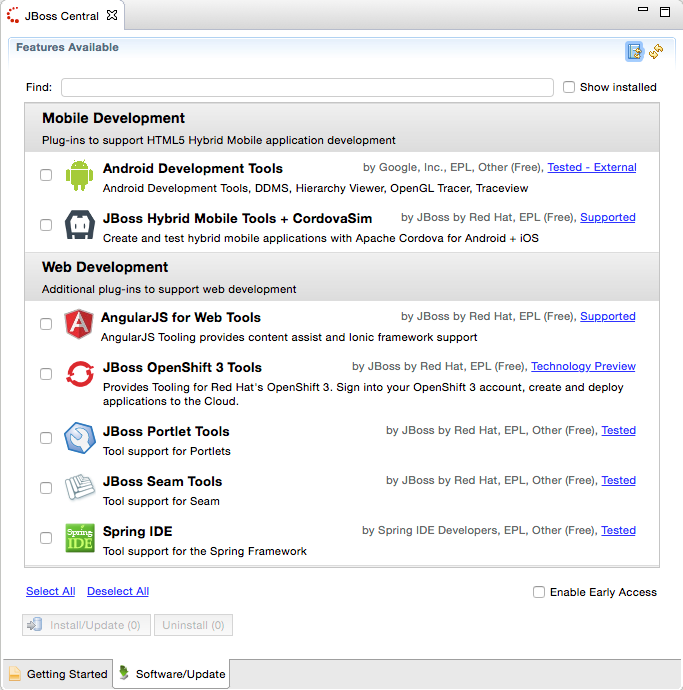 JBoss Central
Features Available
Find:
Show installed
Mobile Development
Plug-ins to support HTML5 Hybrid Mobile application development
Android Development Tools by Google, Inc., EPL, Other (Free), Tested - External
Android Development Tools, DDMS, Hierarchy Viewer, OpenGL Tracer, Traceview
JBoss Hybrid Mobile Tools + CordovaSim by JBoss by Red Hat, EPL (Free), Supported
Create and test hybrid mobile applications with Apache Cordova for Android + iOS
Web Development
Additional plug-ins to support web development
AngularJS for Web Tools by JBoss by Red Hat, EPL (Free), Supported
AngularJS Tooling provides content assist and Ionic framework support
JBoss OpenShift 3 Tools by JBoss by Red Hat, EPL (Free), Technology Preview
Provides Tooling for Red Hat's OpenShift 3. Sign into your OpenShift 3 account, create and deploy
applications to the Cloud.
JBoss Portlet Tools by JBoss by Red Hat, EPL, Other (Free), Tested
Tool support for Portlets
JBoss Seam Tools by JBoss by Red Hat, EPL, Other (Free), Tested
Tool support for Seam
Spring IDE
Spring IDE by Spring IDE Developers, EPL, Other (Free), Tested
Tool support for the Spring Framework
Select All Deselect All
Enable Early Access
Install/Update (0) Uninstall (0)
Getting Started Software/Update